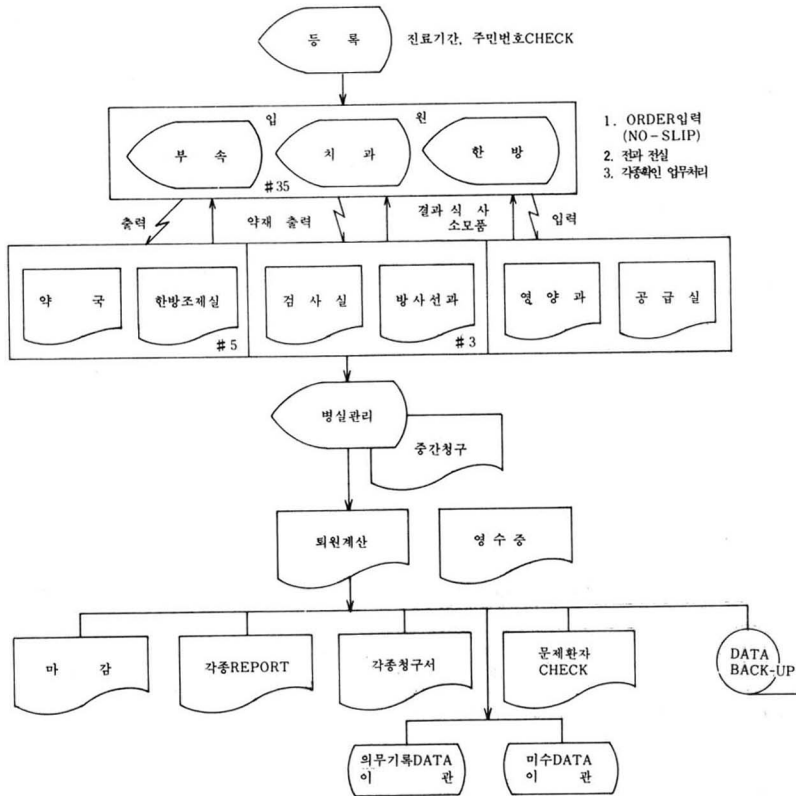 등 록
진료기간, 주민번호CHECK
입 원
부 속
치 과
한 방
#35
1. ORDER입력
(NO-SLIP)
2. 전과 전실
3. 각종확인 업무처리
출력
약재 출력
결과 식 사
소모품
입력
약 국
한방조제실
검 사 실
방사선과
영 양 과
공 급 실
#5
#3
병실관리
중간청구
퇴원계산
영 수 증
마 감
각종REPORT
각종청구서
문제환자
CHECK
DATA
BACK-UP
의무기록DATA
이 관
미수DATA
이 관